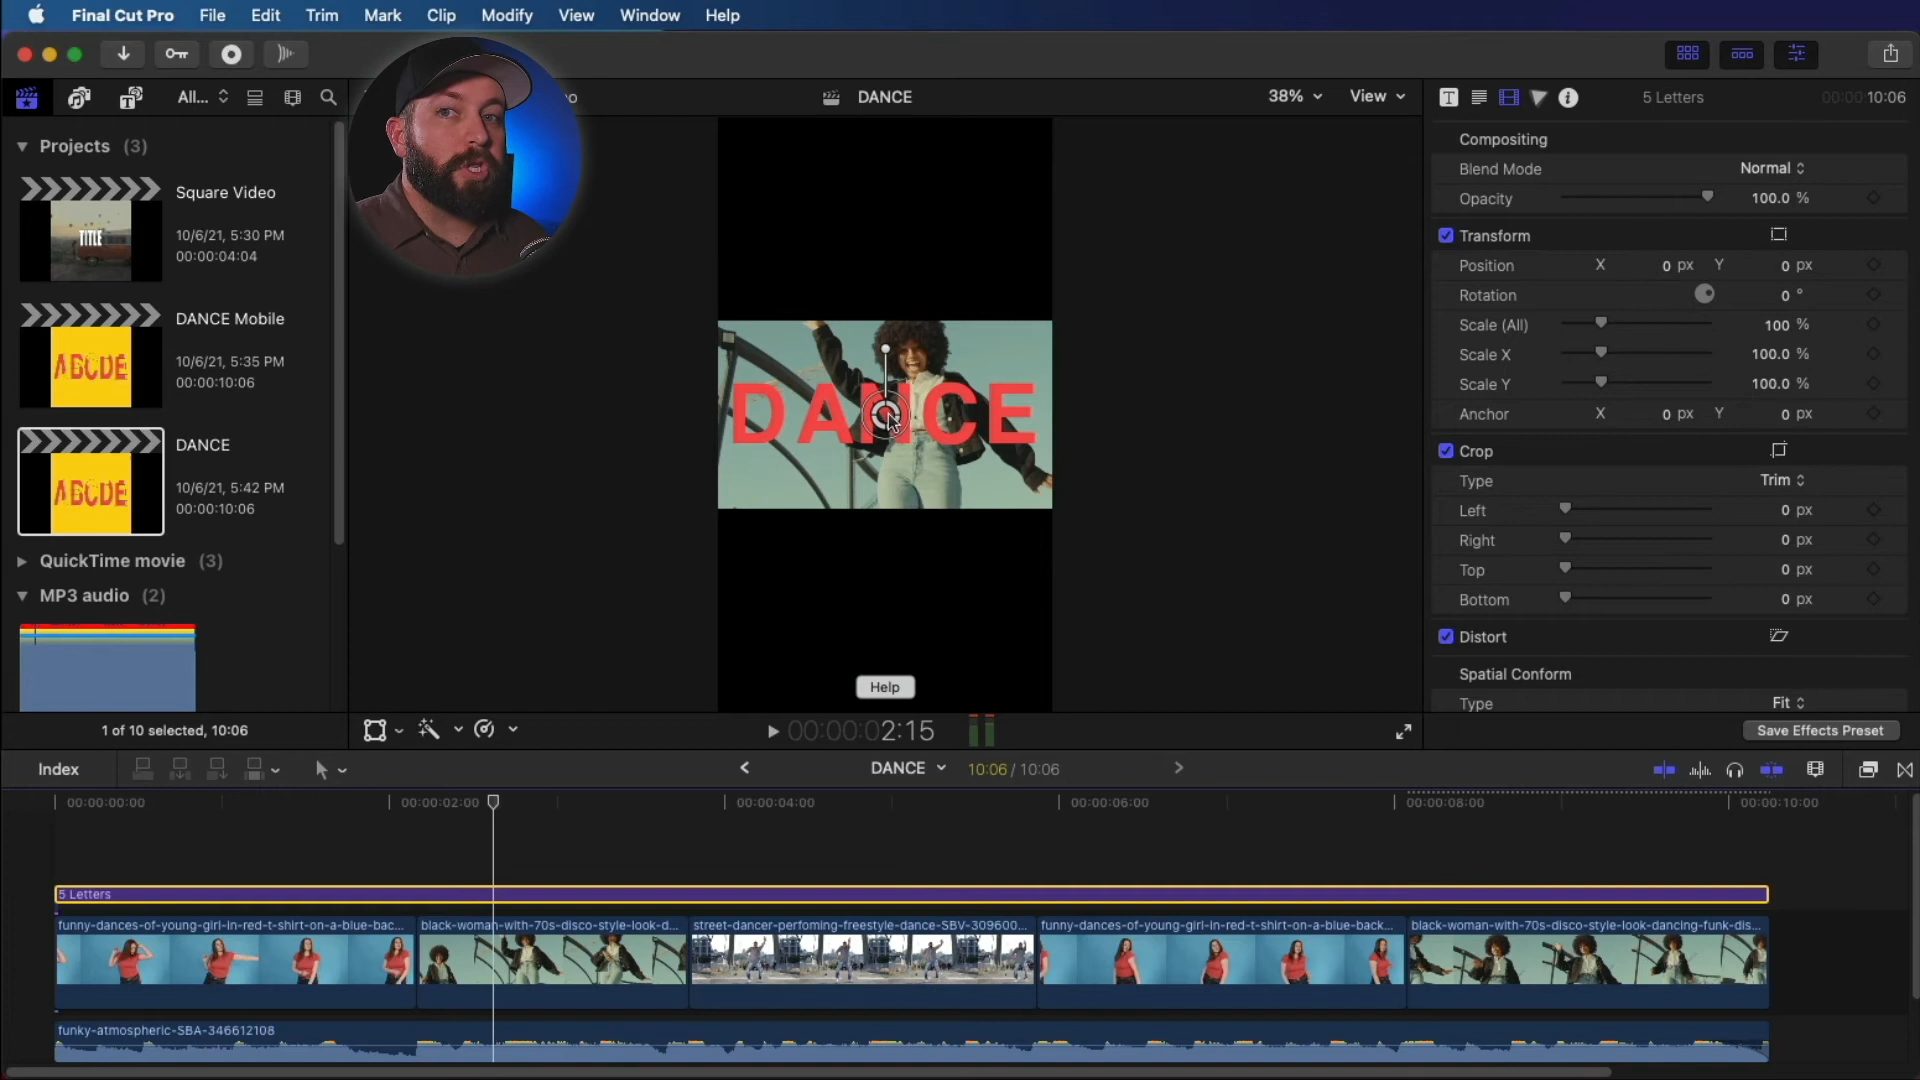 Final Cut Pro File Edit Trim Mark Clip Modify View Window Help
All...
DANCE
38%
View
5 Letters
00:00:10:06
Projects (3)
TITLE
Square Video
10/6/21, 5:30 PM
00:00:04:04
ABCDE
DANCE Mobile
10/6/21, 5:35 PM
00:00:10:06
ABCDE
DANCE
10/6/21, 5:42 PM
00:00:10:06
QuickTime movie (3)
MP3 audio (2)
1 of 10 selected, 10:06
DANCE
Help
00:00:02:15
Compositing
Blend Mode Normal
Opacity 100.0 %
Transform
Position X 0 px Y 0 px
Rotation 0 °
Scale (All) 100 %
Scale X 100.0 %
Scale Y 100.0 %
Anchor X 0 px Y 0 px
Crop
Type Trim
Left 0 px
Right 0 px
Top 0 px
Bottom 0 px
Distort
Spatial Conform
Type Fit
Save Effects Preset
Index
DANCE
10:06 / 10:06
00:00:00:00 00:00:02:00 00:00:04:00 00:00:06:00 00:00:08:00 00:00:10:00
5 Letters
funny-dances-of-young-girl-in-red-t-shirt-on-a-blue-bac...
black-woman-with-70s-disco-style-look-d...
street-dancer-perfoming-freestyle-dance-SBV-309600...
funny-dances-of-young-girl-in-red-t-shirt-on-a-blue-back...
black-woman-with-70s-disco-style-look-dancing-funk-dis...
funky-atmospheric-SBA-346612108